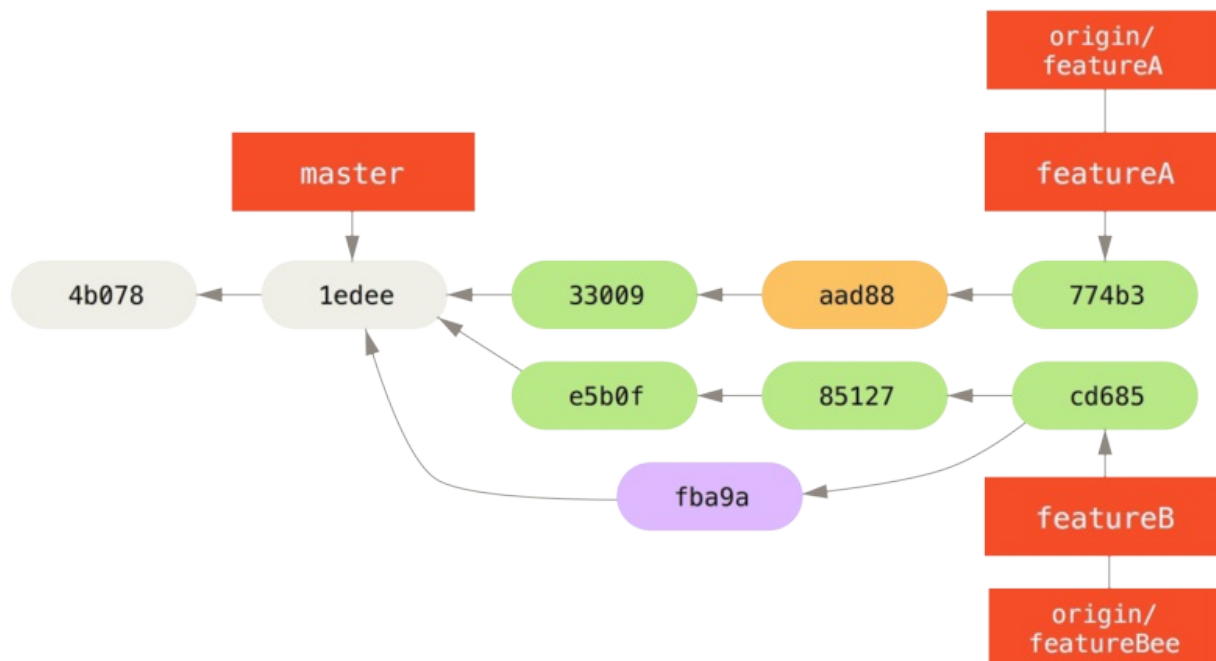 origin/
featureA
master
featureA
4b078
1edee
33009
aad88
774b3
e5b0f
85127
cd685
fba9a
featureB
origin/
featureBee